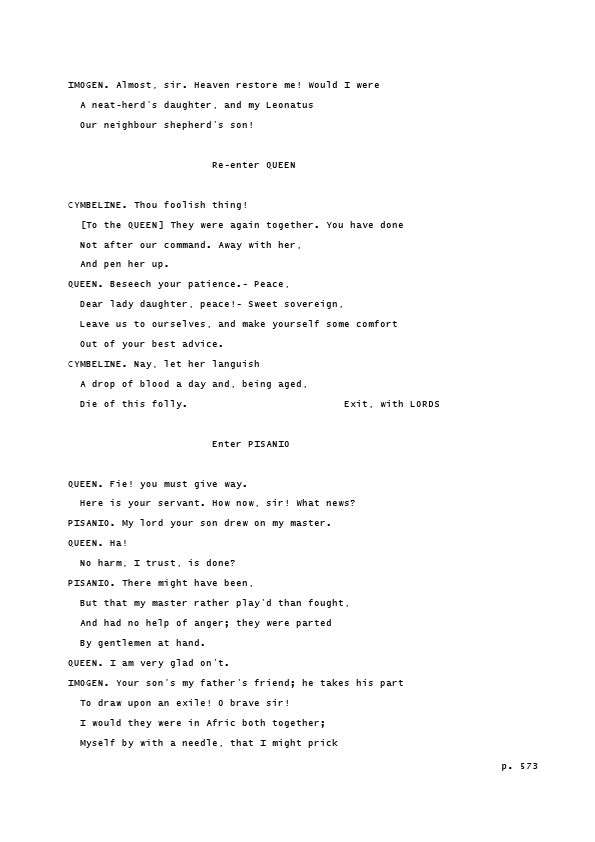 IMOGEN. Almost, sir. Heaven restore me! Would I were
A neat-herd's daughter, and my Leonatus
Our neighbour shepherd's son!
Re-enter QUEEN
CYMBELINE. Thou foolish thing!
[To the QUEEN] They were again together. You have done
Not after our command. Away with her,
And pen her up.
QUEEN. Beseech your patience.- Peace,
Dear lady daughter, peace!- Sweet sovereign,
Leave us to ourselves, and make yourself some comfort
Out of your best advice.
CYMBELINE. Nay, let her languish
A drop of blood a day and, being aged,
Die of this folly. Exit, with LORDS
Enter PISANIO
QUEEN. Fie! you must give way.
Here is your servant. How now, sir! What news?
PISANIO. My lord your son drew on my master.
QUEEN. Ha!
No harm, I trust, is done?
PISANIO. There might have been,
But that my master rather play'd than fought,
And had no help of anger; they were parted
By gentlemen at hand.
QUEEN. I am very glad on't.
IMOGEN. Your son's my father's friend; he takes his part
To draw upon an exile! O brave sir!
I would they were in Afric both together;
Myself by with a needle, that I might prick
p. 573